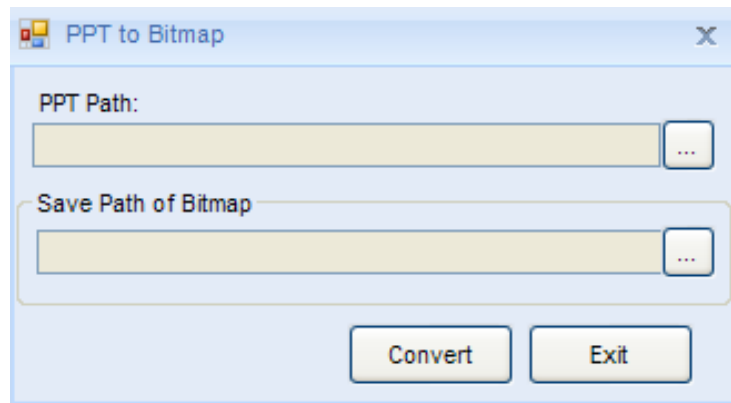 PPT to Bitmap
PPT Path:
...
Save Path of Bitmap
...
Convert Exit